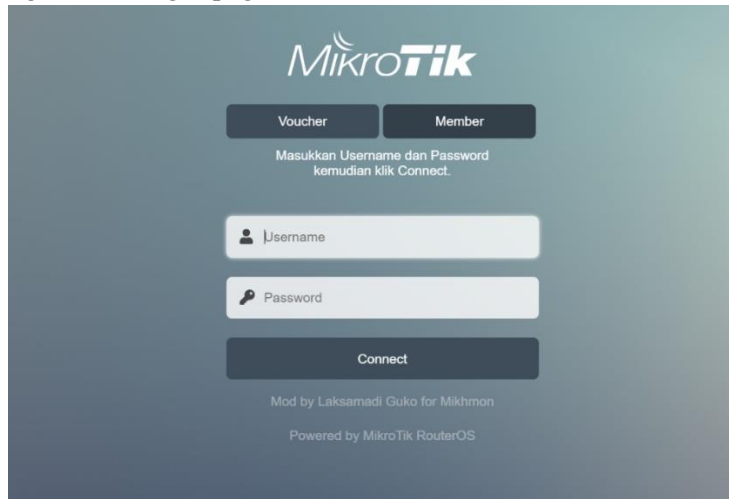 MikroTik
Voucher Member
Masukkan Username dan Password
kemudian klik Connect.
Username
Password
Connect
Mod by Laksamadi Guko for Mikhmon
Powered by MikroTik RouterOS